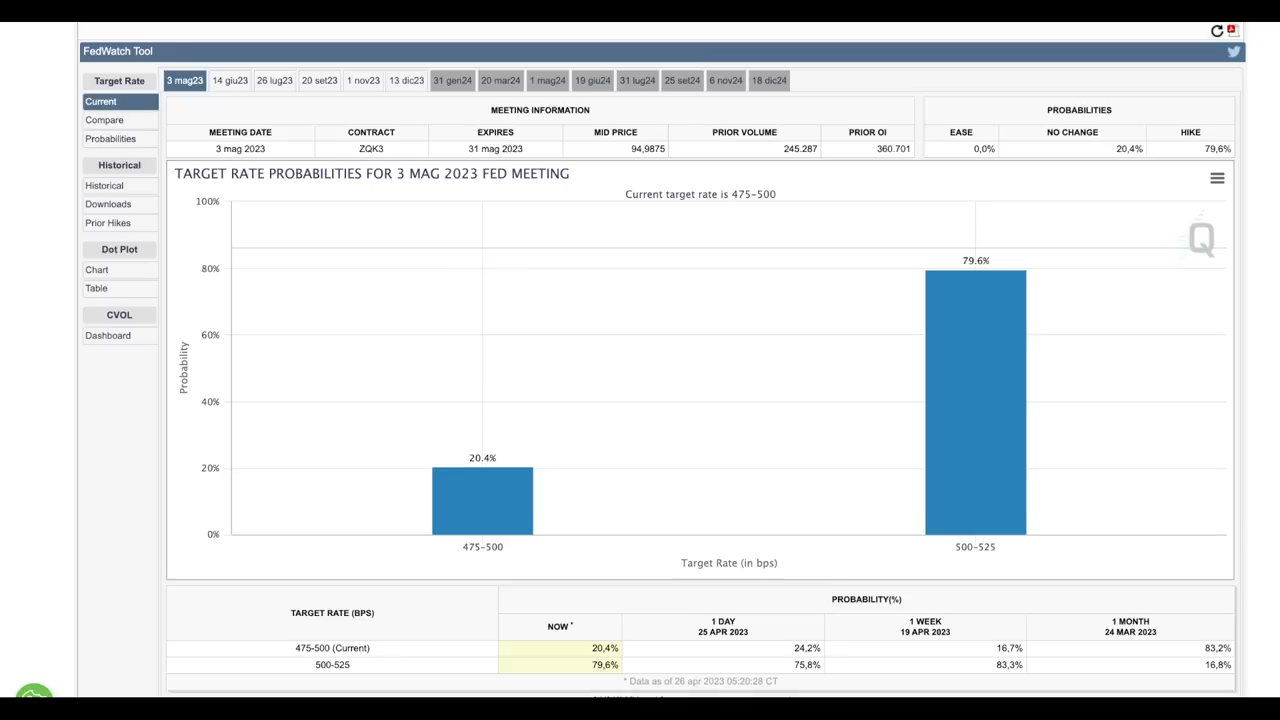 FedWatch Tool
Target Rate
Current
Compare
Probabilities
Historical
Historical
Downloads
Prior Hikes
Dot Plot
Chart
Table
CVOL
Dashboard
3 mag23 14 giu23 26 lug23 20 set23 1 nov23 13 dic23 31 gen24 20 mar24 1 mag24 19 giu24 31 lug24 25 set24 6 nov24 18 dic24
MEETING INFORMATION
MEETING DATE CONTRACT EXPIRES MID PRICE PRIOR VOLUME PRIOR OI
3 mag 2023 ZQK3 31 mag 2023 94,9875 245.287 360.701
PROBABILITIES
EASE NO CHANGE HIKE
0,0% 20,4% 79,6%
TARGET RATE PROBABILITIES FOR 3 MAG 2023 FED MEETING
Current target rate is 475-500
Q
100%
80%
60%
40%
20%
0%
Probability
20.4%
79.6%
475-500 500-525
Target Rate (in bps)
TARGET RATE (BPS) PROBABILITY(%)
NOW * 1 DAY 1 WEEK 1 MONTH
25 APR 2023 19 APR 2023 24 MAR 2023
475-500 (Current) 20,4% 24,2% 16,7% 83,2%
500-525 79,6% 75,8% 83,3% 16,8%
* Data as of 26 apr 2023 05:20:28 CT